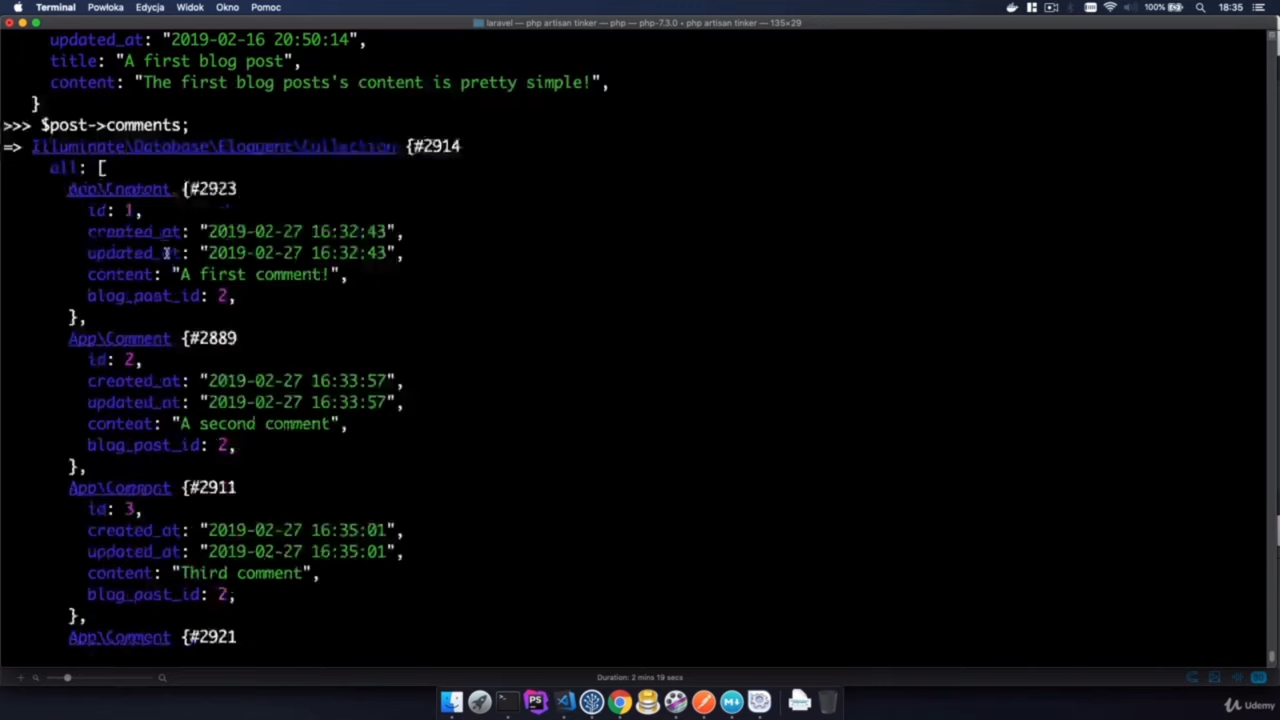 Terminal Powłoka Edycja Widok Okno Pomoc 100% 18:35
laravel — php artisan tinker — php — php-7.3.0 • php artisan tinker — 135×29
updated_at: "2019-02-16 20:50:14",
title: "A first blog post",
content: "The first blog posts's content is pretty simple!",
}
>>> $post->comments;
=> Illuminate\Database\Eloquent\Collection {#2914
all: [
App\Comment {#2923
id: 1,
created_at: "2019-02-27 16:32:43",
updated_at: "2019-02-27 16:32:43",
content: "A first comment!",
blog_post_id: 2,
},
App\Comment {#2889
id: 2,
created_at: "2019-02-27 16:33:57",
updated_at: "2019-02-27 16:33:57",
content: "A second comment",
blog_post_id: 2,
},
App\Comment {#2911
id: 3,
created_at: "2019-02-27 16:35:01",
updated_at: "2019-02-27 16:35:01",
content: "Third comment",
blog_post_id: 2,
},
App\Comment {#2921
Duration: 2 mins 19 secs
PS
M↓
Udemy